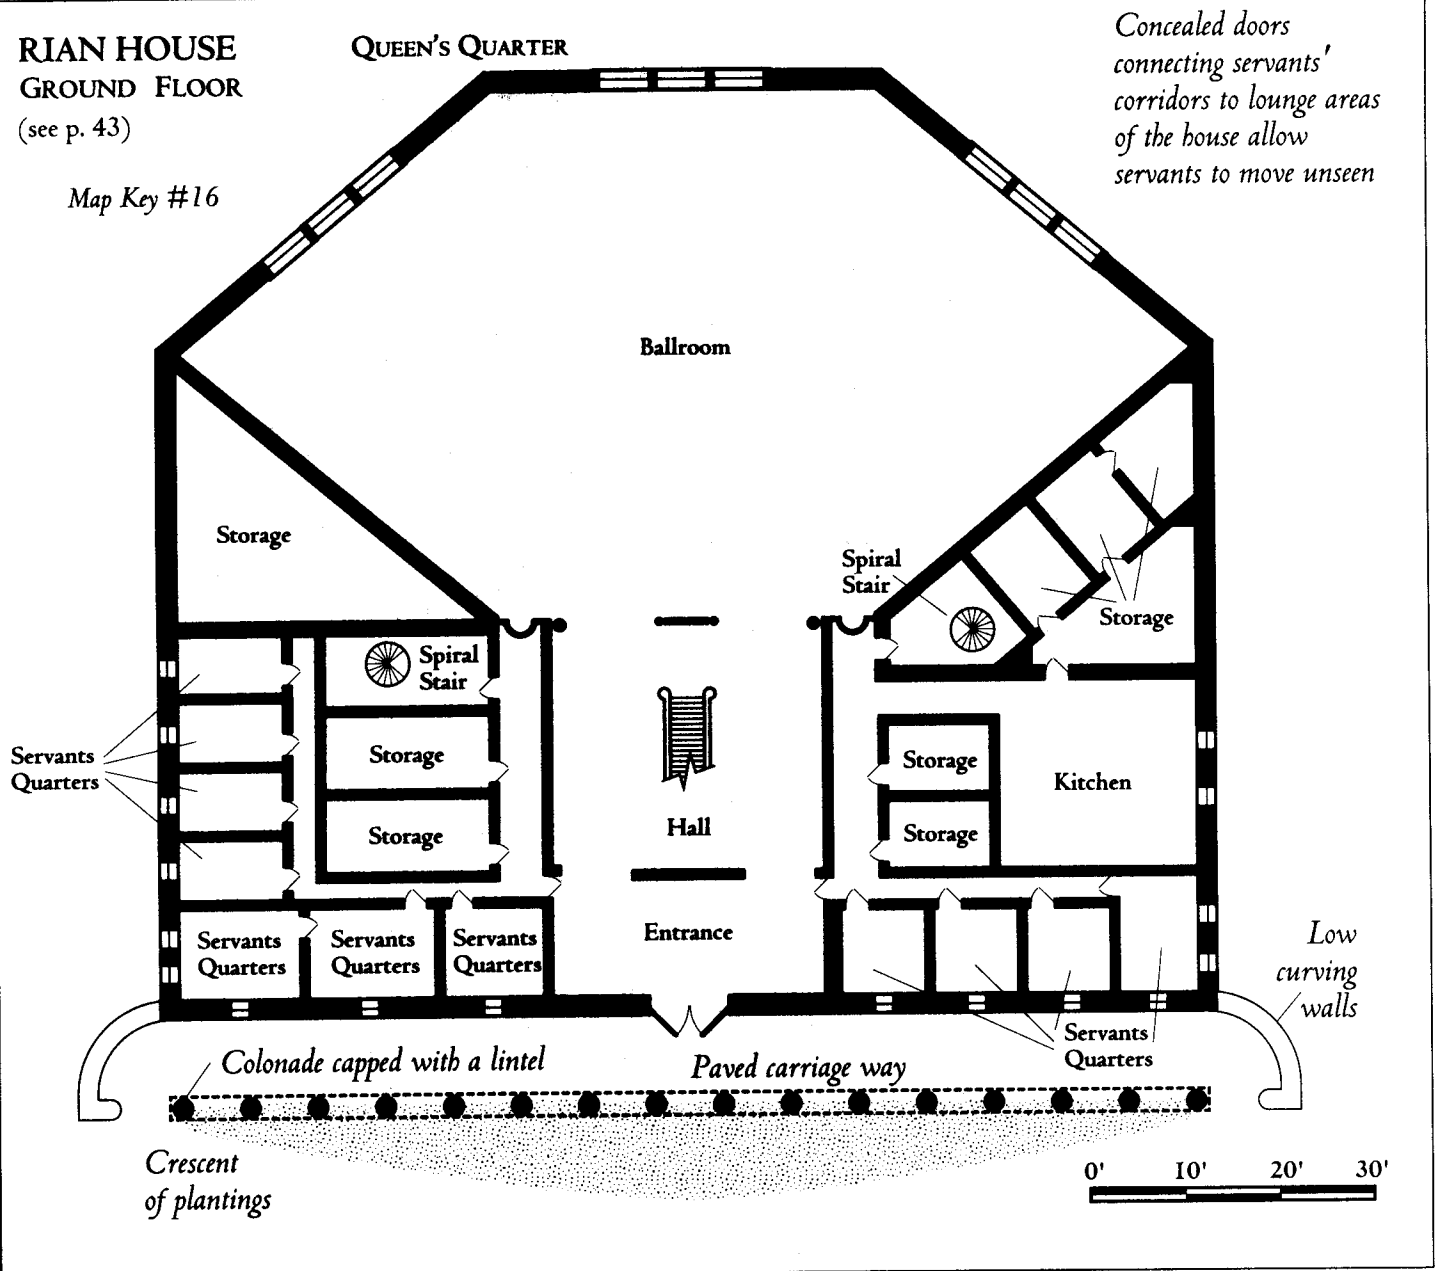 RIAN HOUSE
GROUND FLOOR
(see p. 43)
Map Key #16
QUEEN'S QUARTER
Concealed doors
connecting servants'
corridors to lounge areas
of the house allow
servants to move unseen
Ballroom
Storage
Spiral
Stair
Storage
Spiral
Stair
Servants
Quarters
Storage
Storage
Storage
Storage
Kitchen
Hall
Servants
Quarters
Servants
Quarters
Servants
Quarters
Entrance
Low
curving
walls
Servants
Quarters
Colonade capped with a lintel
Paved carriage way
Crescent
of plantings
0' 10' 20' 30'